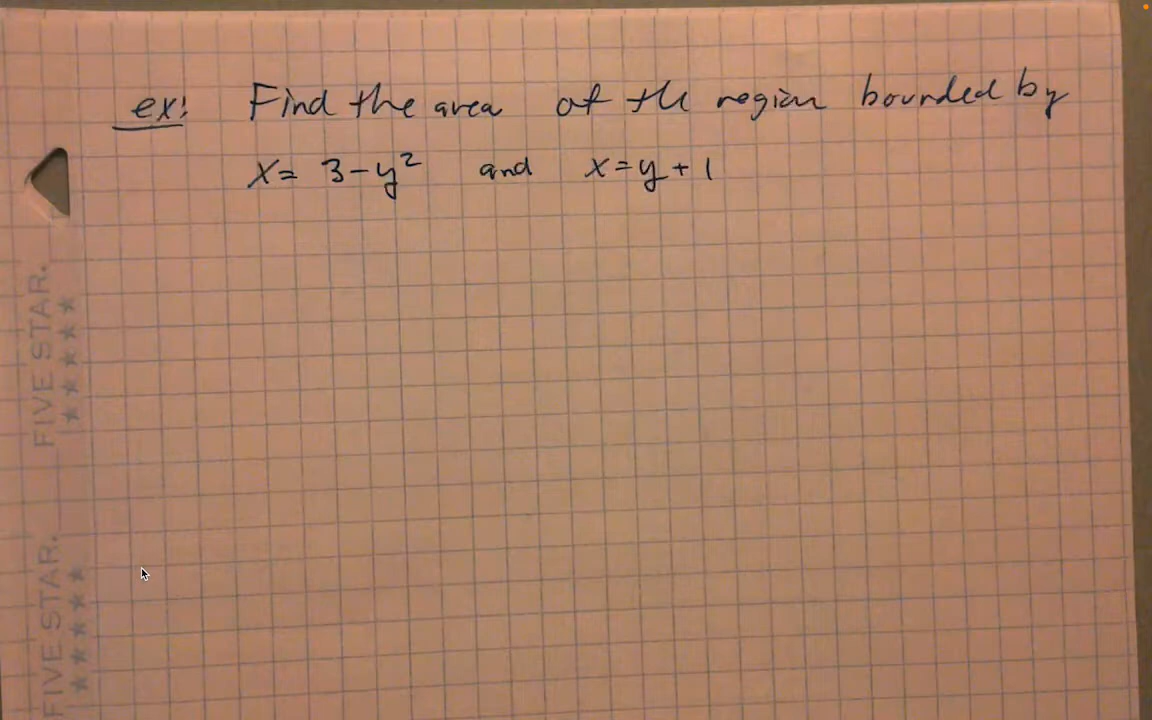 ex: Find the area of the region bounded by
x = 3 - y² and x = y + 1
FIVE STAR.
FIVE STAR.